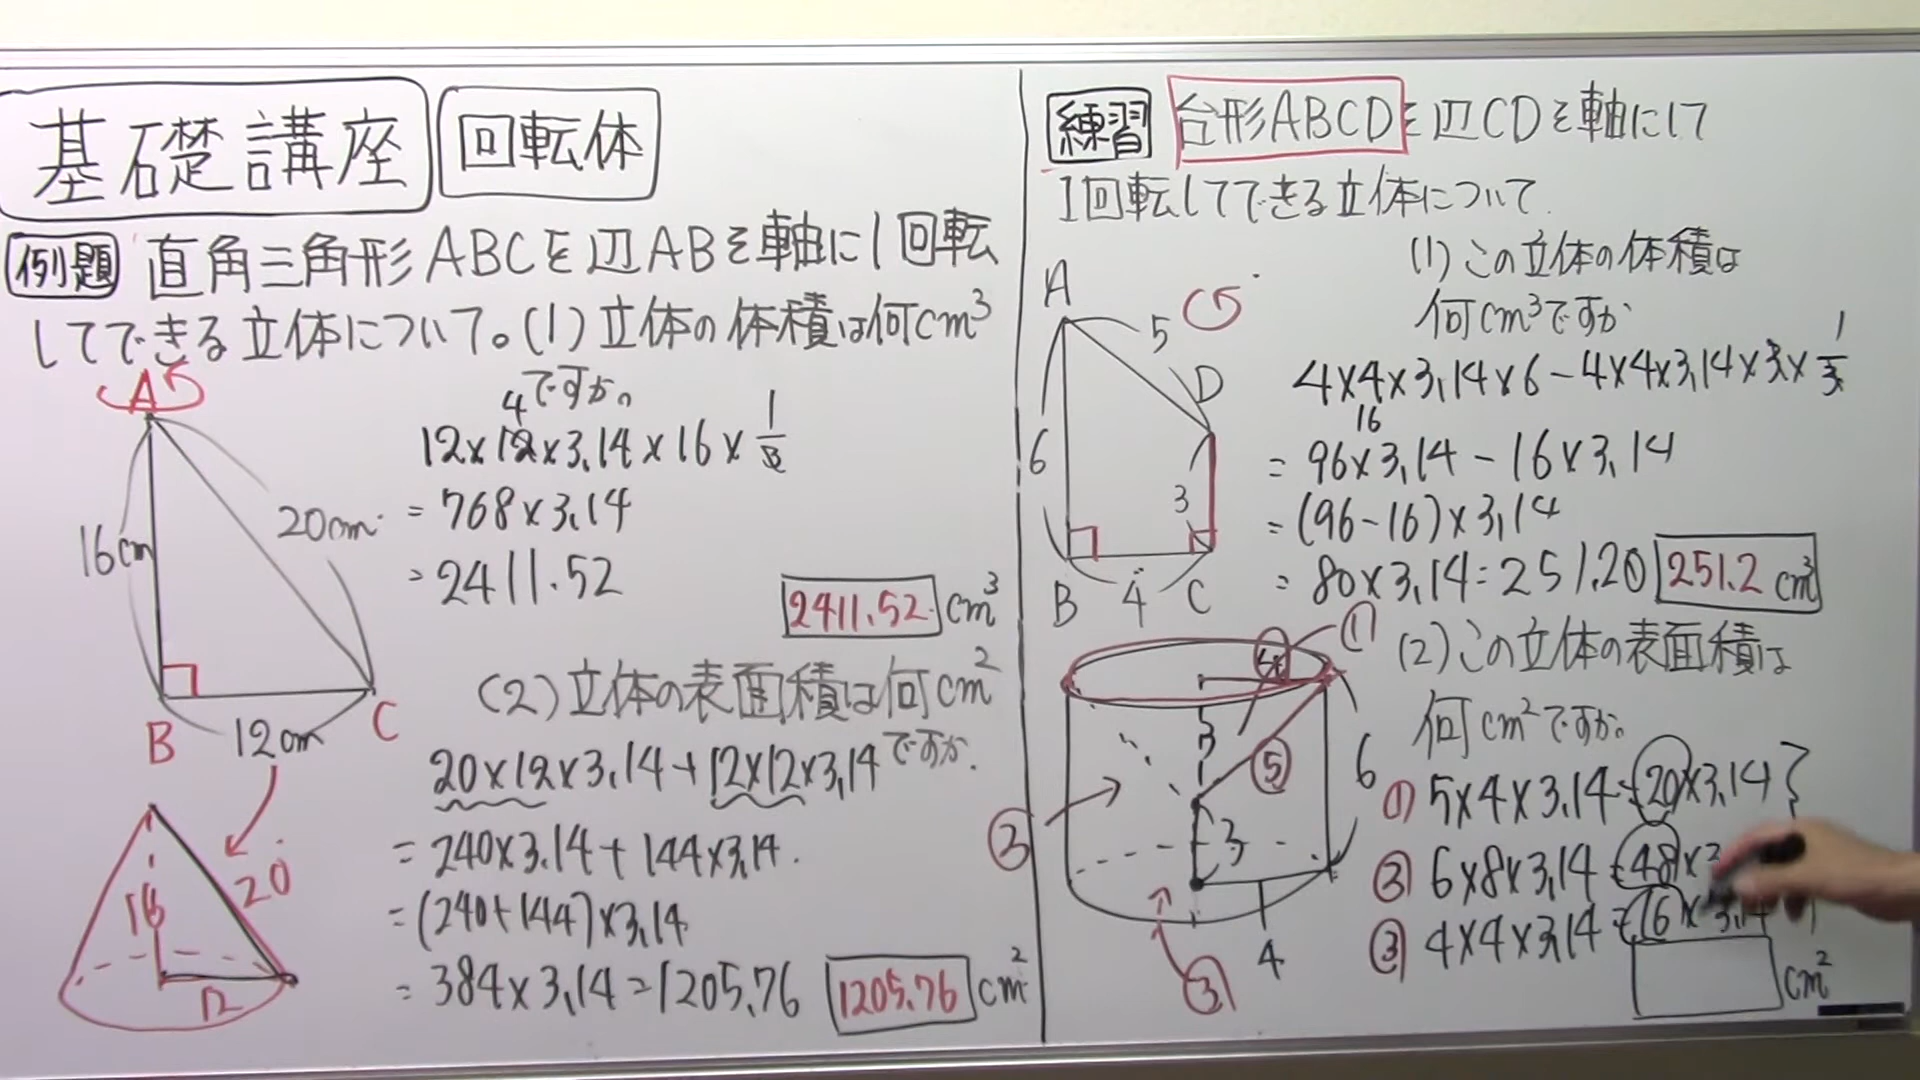 基礎講座 回転体
例題 直角三角形ABCを辺ABを軸に1回転
してできる立体について。(1)立体の体積は何cm³
ですか。
A
16cm
20cm
B
12cm
C
4
12×12×3.14×16×1/3
=768×3.14
=2411.52
2411.52 cm³
(2)立体の表面積は何cm²
ですか.
20×12×3.14+12×12×3.14
=240×3.14+144×3.14
=(240+144)×3.14
=384×3.14=1205.76 1205.76 cm²
16
20
12
練習 台形ABCDを辺CDを軸にして
1回転してできる立体について.
(1)この立体の体積は
何cm³ですか
A
5
D
6
3
B
4
C
4×4×3.14×6-4×4×3.14×3×1/3
16
=96×3.14-16×3.14
=(96-16)×3.14
=80×3.14=251.20 251.2 cm³
(2)この立体の表面積は
何cm²ですか。
4
①
3
⑤
6
3
②
4
③
①5×4×3.14=20×3.14
②6×8×3.14=48×3
③4×4×3.14=16×3.14
cm²